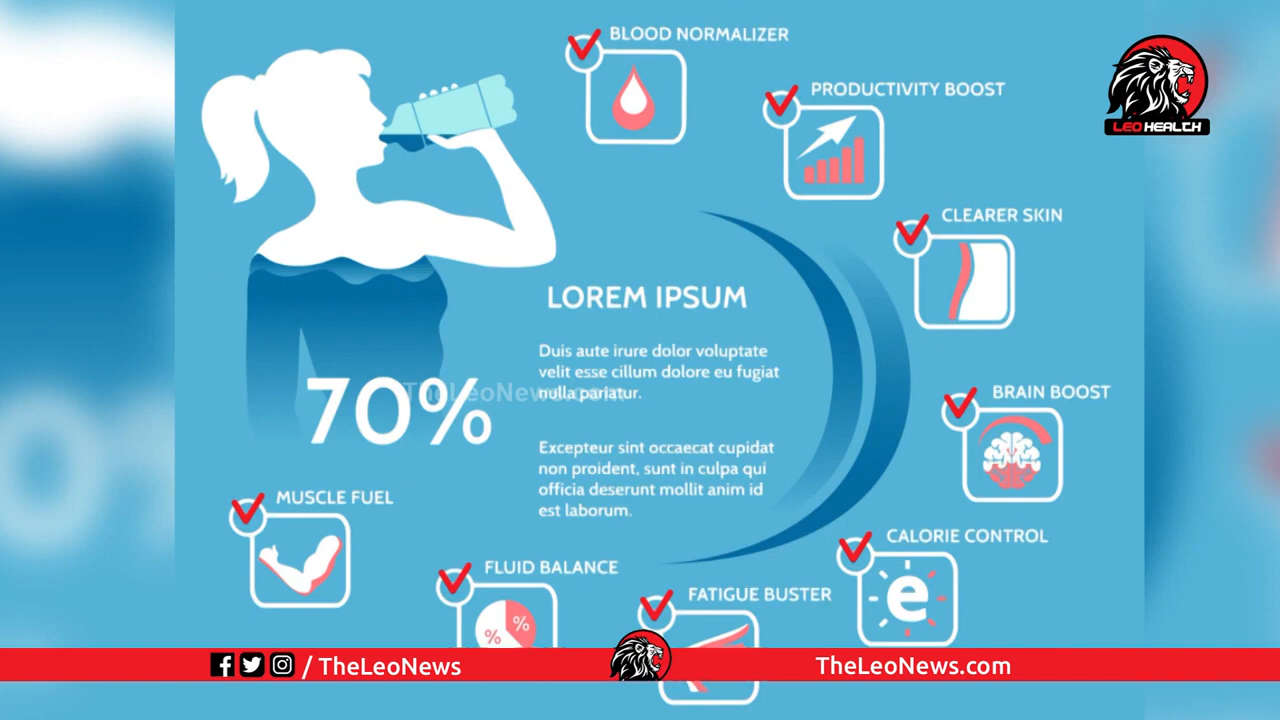 BLOOD NORMALIZER
PRODUCTIVITY BOOST
LEO HEALTH
CLEARER SKIN
LOREM IPSUM
Duis aute irure dolor voluptate
velit esse cillum dolore eu fugiat
nulla pariatur.
TheLeoNews.com
70%
BRAIN BOOST
Excepteur sint occaecat cupidat
non proident, sunt in culpa qui
officia deserunt mollit anim id
est laborum.
MUSCLE FUEL
CALORIE CONTROL
e
FLUID BALANCE
% %
FATIGUE BUSTER
/ TheLeoNews
TheLeoNews.com